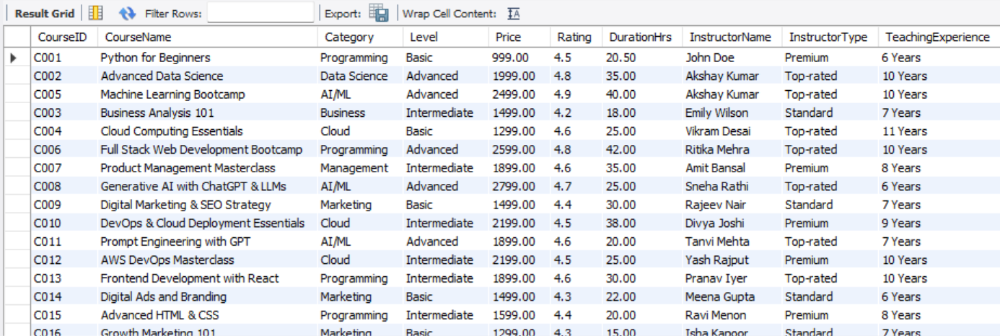 Result Grid Filter Rows: Export: Wrap Cell Content: IA
CourseID CourseName Category Level Price Rating DurationHrs InstructorName InstructorType TeachingExperience
C001 Python for Beginners Programming Basic 999.00 4.5 20.50 John Doe Premium 6 Years
C002 Advanced Data Science Data Science Advanced 1999.00 4.8 35.00 Akshay Kumar Top-rated 10 Years
C005 Machine Learning Bootcamp AI/ML Advanced 2499.00 4.9 40.00 Akshay Kumar Top-rated 10 Years
C003 Business Analysis 101 Business Intermediate 1499.00 4.2 18.00 Emily Wilson Standard 7 Years
C004 Cloud Computing Essentials Cloud Basic 1299.00 4.6 25.00 Vikram Desai Top-rated 11 Years
C006 Full Stack Web Development Bootcamp Programming Advanced 2599.00 4.8 42.00 Ritika Mehra Top-rated 10 Years
C007 Product Management Masterclass Management Intermediate 1899.00 4.6 35.00 Amit Bansal Premium 8 Years
C008 Generative AI with ChatGPT & LLMs AI/ML Advanced 2799.00 4.7 25.00 Sneha Rathi Top-rated 6 Years
C009 Digital Marketing & SEO Strategy Marketing Basic 1499.00 4.4 30.00 Rajeev Nair Standard 7 Years
C010 DevOps & Cloud Deployment Essentials Cloud Intermediate 2199.00 4.5 38.00 Divya Joshi Premium 9 Years
C011 Prompt Engineering with GPT AI/ML Advanced 1899.00 4.6 20.00 Tanvi Mehta Top-rated 7 Years
C012 AWS DevOps Masterclass Cloud Intermediate 2199.00 4.5 25.00 Yash Rajput Premium 10 Years
C013 Frontend Development with React Programming Intermediate 1899.00 4.6 30.00 Pranav Iyer Top-rated 10 Years
C014 Digital Ads and Branding Marketing Basic 1499.00 4.3 22.00 Meena Gupta Standard 6 Years
C015 Advanced HTML & CSS Programming Intermediate 1599.00 4.4 20.00 Ravi Menon Premium 8 Years
C016 Growth Marketing 101 Marketing Basic 1299.00 4.3 15.00 Isha Kapoor Standard 7 Years